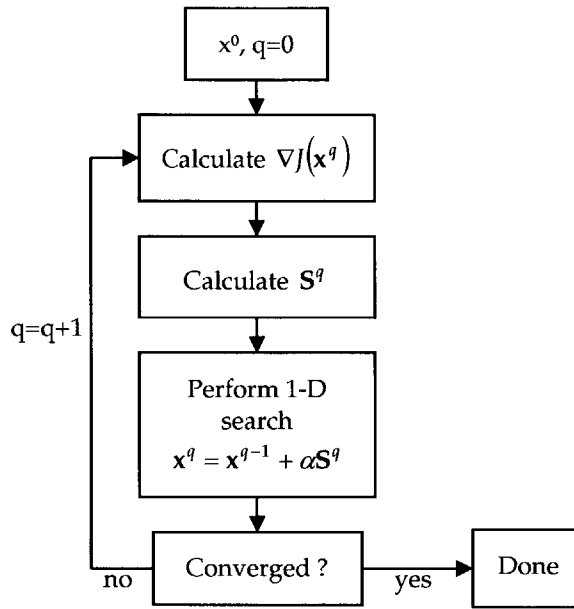 x⁰, q=0
Calculate ∇J(x^q)
Calculate S^q
q=q+1
Perform 1-D
search
x^q = x^{q−1} + αS^q
Converged ?
no
yes
Done